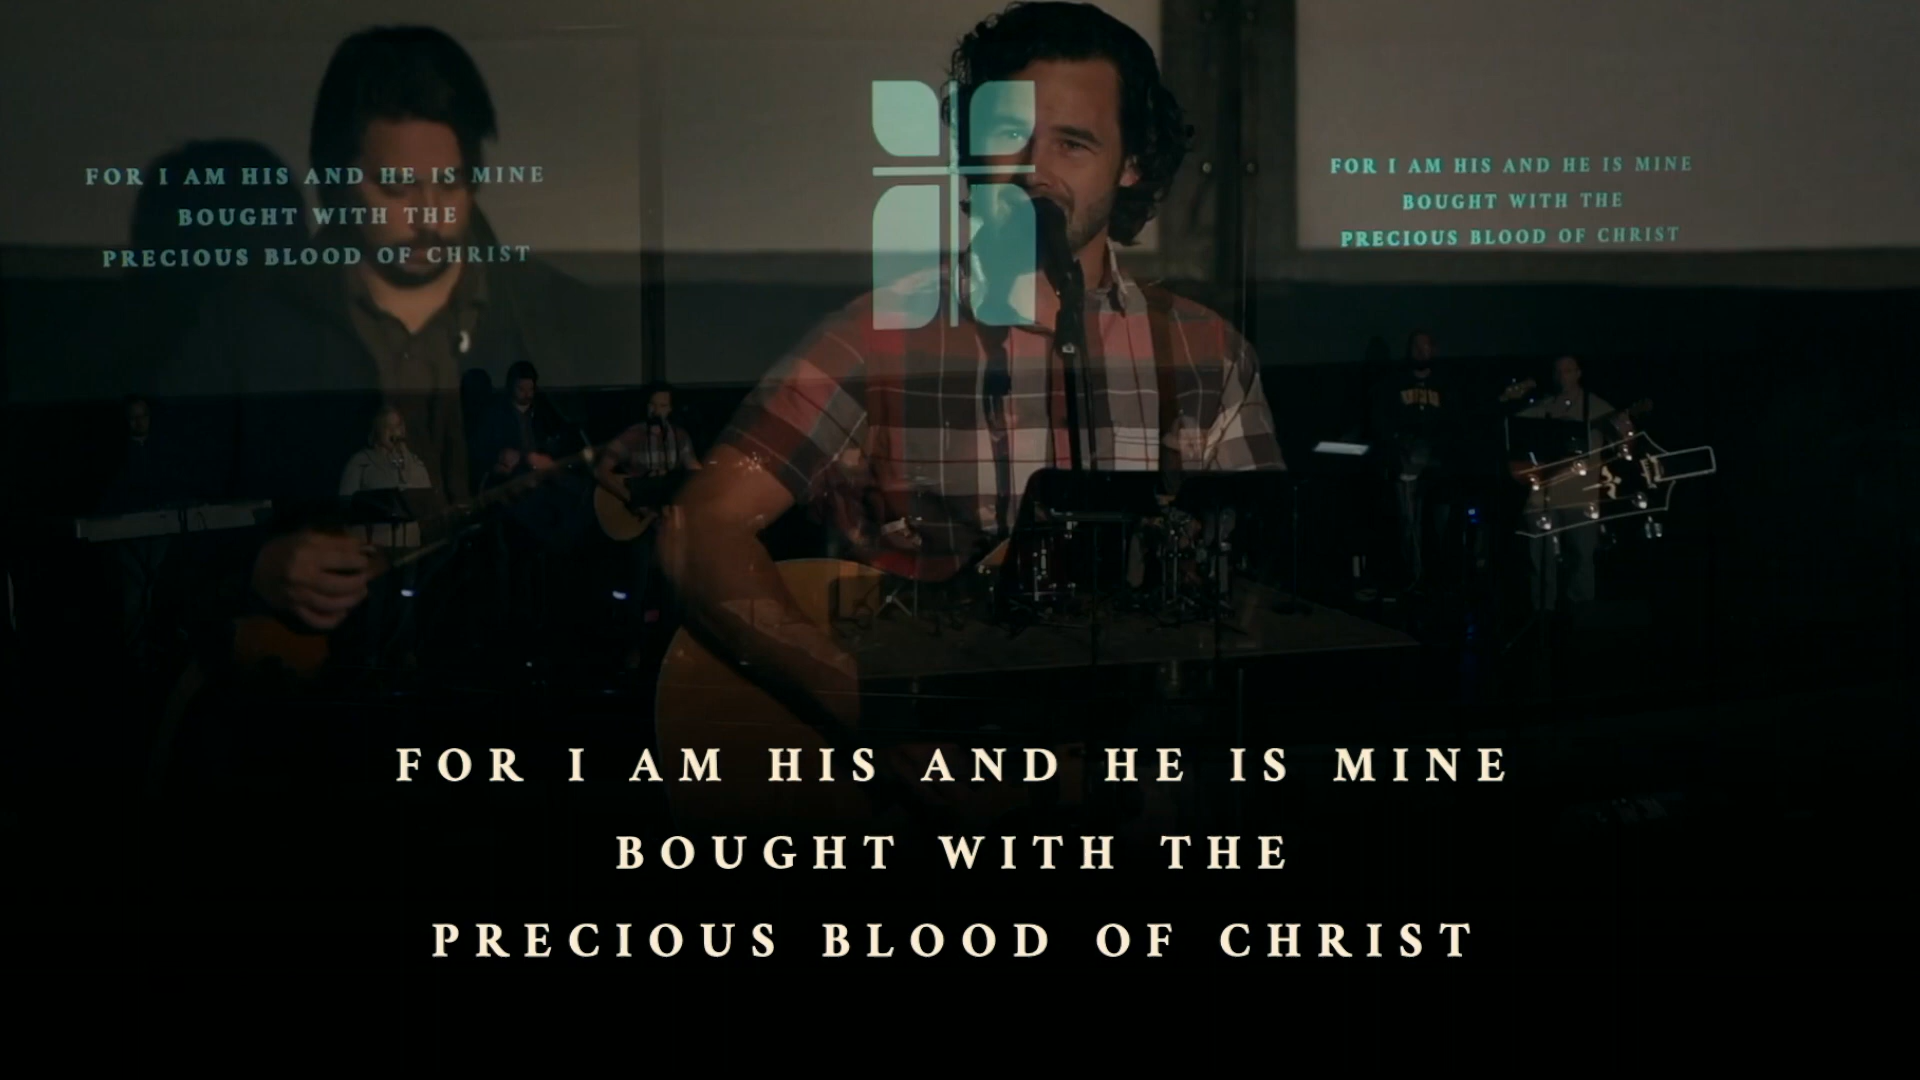 FOR I AM HIS AND HE IS MINE
BOUGHT WITH THE
PRECIOUS BLOOD OF CHRIST
FOR I AM HIS AND HE IS MINE
BOUGHT WITH THE
PRECIOUS BLOOD OF CHRIST
FOR I AM HIS AND HE IS MINE
BOUGHT WITH THE
PRECIOUS BLOOD OF CHRIST